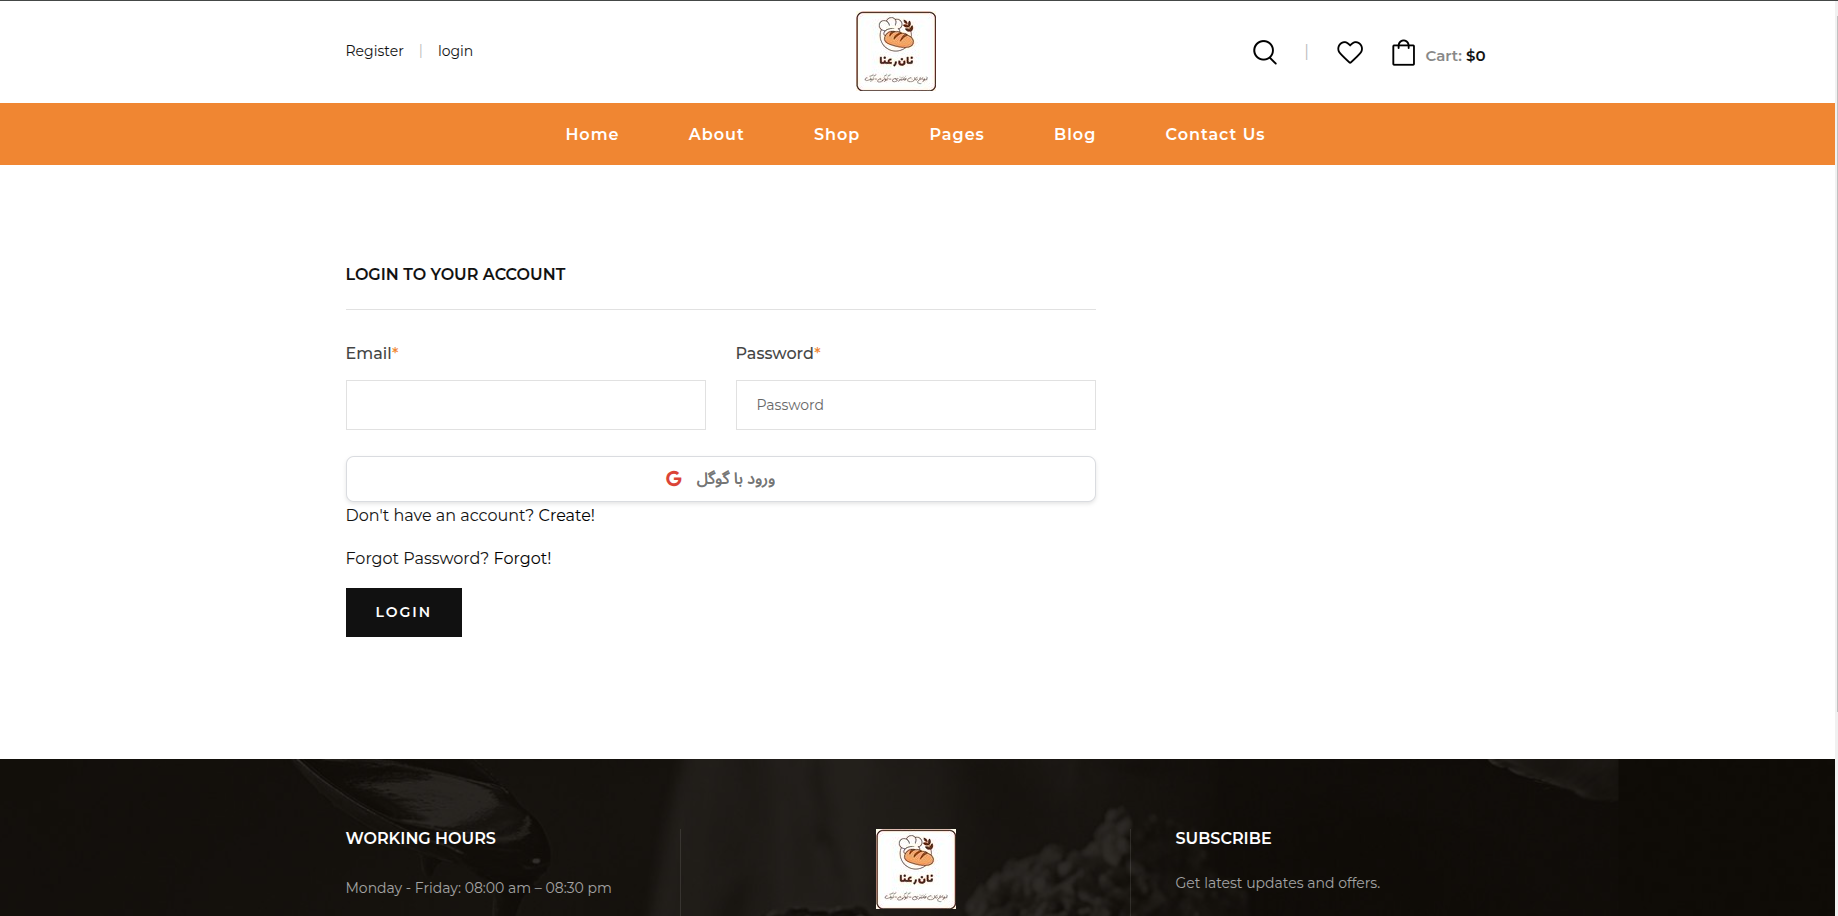 Register | login
نان رعنا
Cart: $0
Home About Shop Pages Blog Contact Us
LOGIN TO YOUR ACCOUNT
Email* Password*
Password
ورود با گوگل
Don't have an account? Create!
Forgot Password? Forgot!
LOGIN
WORKING HOURS
نان رعنا
SUBSCRIBE
Monday - Friday: 08:00 am – 08:30 pm
Get latest updates and offers.